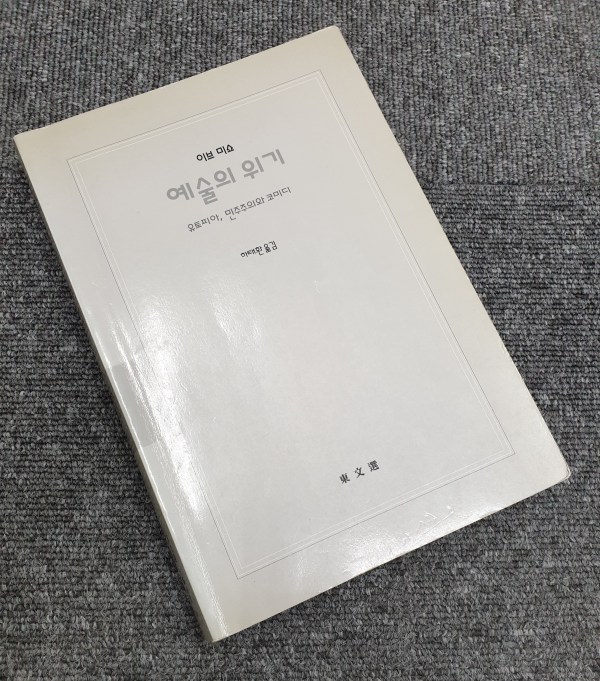 이브 미쇼
예술의 위기
유토피아, 민주주의와 코미디
하태환 옮김
東文選